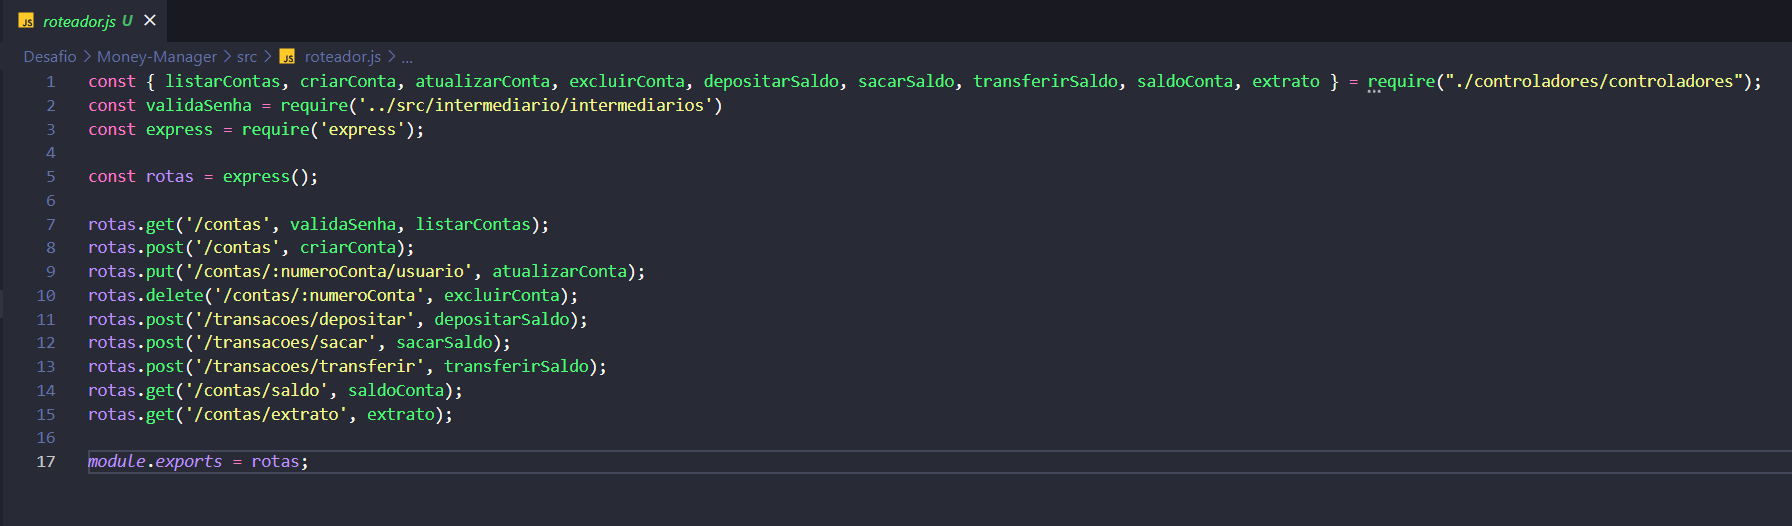 JS roteador.js U ×
Desafio > Money-Manager > src > JS roteador.js > ...
1 const { listarContas, criarConta, atualizarConta, excluirConta, depositarSaldo, sacarSaldo, transferirSaldo, saldoConta, extrato } = require("./controladores/controladores");
2 const validaSenha = require('../src/intermediario/intermediarios')
3 const express = require('express');
4
5 const rotas = express();
6
7 rotas.get('/contas', validaSenha, listarContas);
8 rotas.post('/contas', criarConta);
9 rotas.put('/contas/:numeroConta/usuario', atualizarConta);
10 rotas.delete('/contas/:numeroConta', excluirConta);
11 rotas.post('/transacoes/depositar', depositarSaldo);
12 rotas.post('/transacoes/sacar', sacarSaldo);
13 rotas.post('/transacoes/transferir', transferirSaldo);
14 rotas.get('/contas/saldo', saldoConta);
15 rotas.get('/contas/extrato', extrato);
16
17 module.exports = rotas;